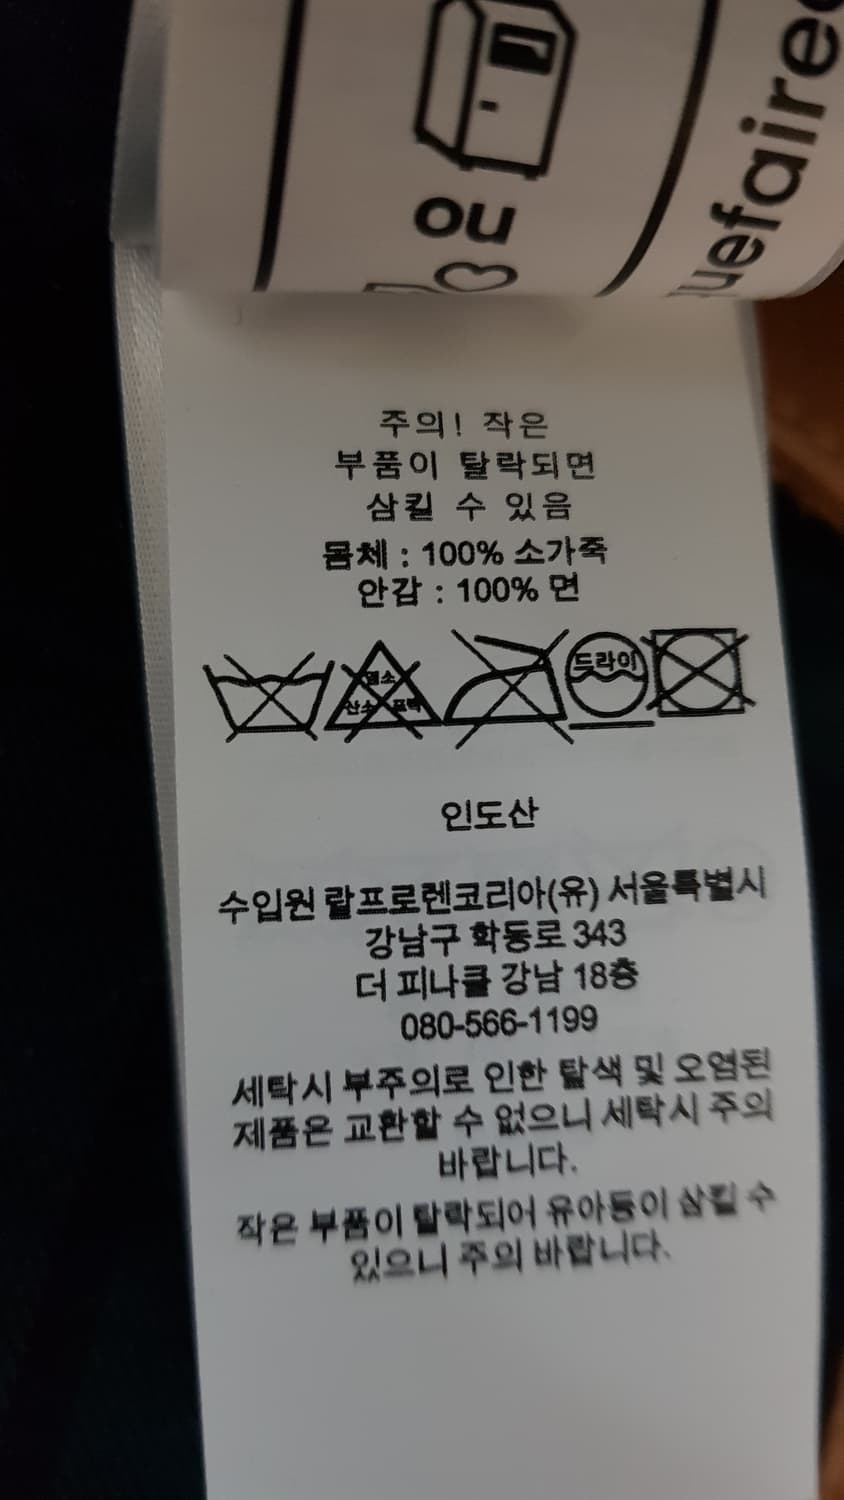 uefaire
주의! 작은
부품이 탈락되면
삼킬 수 있음
몸체 : 100% 소가죽
안감 : 100% 면
염소
산소 표백
드라이
인도산
수입원 랄프로렌코리아(유) 서울특별시
강남구 학동로 343
더 피나클 강남 18층
080-566-1199
세탁시 부주의로 인한 탈색 및 오염된
제품은 교환할 수 없으니 세탁시 주의
바랍니다.
작은 부품이 탈락되어 유아등이 삼킬 수
있으니 주의 바랍니다.